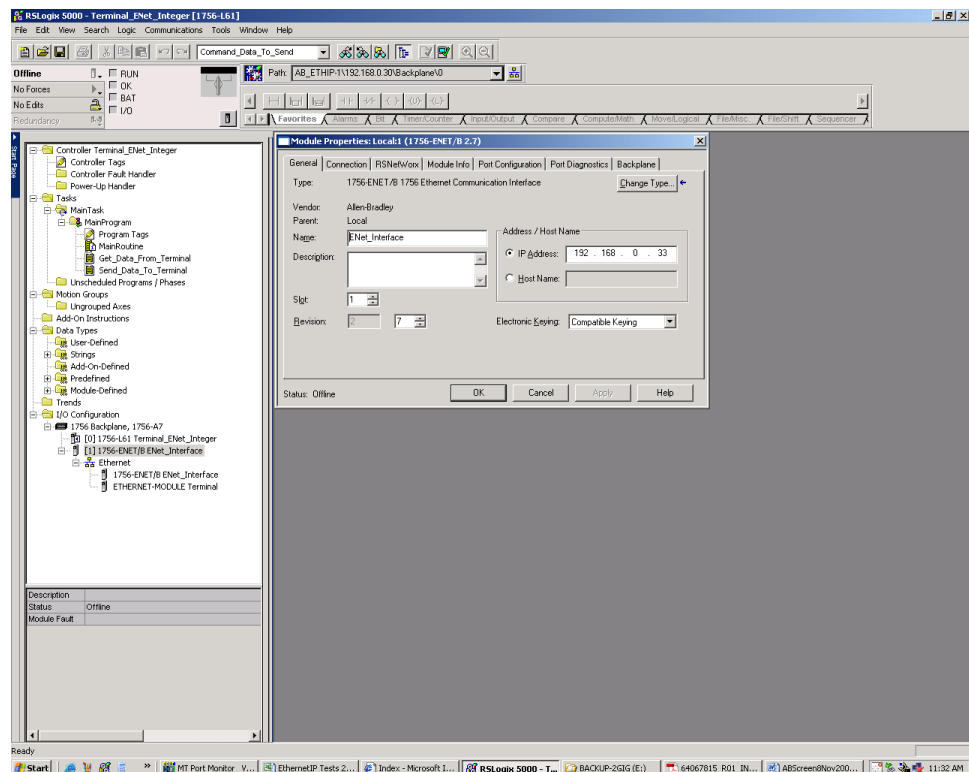 RSLogix 5000 - Terminal_ENet_Integer [1756-L61]
File Edit View Search Logic Communications Tools Window Help
Command_Data_To_Send
Offline
RUN
No Forces
OK
BAT
No Edits
I/O
Redundancy
Path: AB_ETHIP-1\192.168.0.30\Backplane\0
Favorites Alarms Bit Timer/Counter Input/Output Compare Compute/Math Move/Logical File/Misc. File/Shift Sequencer
Start Page
Controller Terminal_ENet_Integer
Controller Tags
Controller Fault Handler
Power-Up Handler
Tasks
MainTask
MainProgram
Program Tags
MainRoutine
Get_Data_From_Terminal
Send_Data_To_Terminal
Unscheduled Programs / Phases
Motion Groups
Ungrouped Axes
Add-On Instructions
Data Types
User-Defined
Strings
Add-On-Defined
Predefined
Module-Defined
Trends
I/O Configuration
1756 Backplane, 1756-A7
[0] 1756-L61 Terminal_ENet_Integer
[1] 1756-ENET/B ENet_Interface
Ethernet
1756-ENET/B ENet_Interface
ETHERNET-MODULE Terminal
Description
Status Offline
Module Fault
Module Properties: Local:1 (1756-ENET/B 2.7)
General Connection RSNetWorx Module Info Port Configuration Port Diagnostics Backplane
Type: 1756-ENET/B 1756 Ethernet Communication Interface
Change Type...
Vendor: Allen-Bradley
Parent: Local
Name: ENet_Interface
Description:
Slot: 1
Revision: 2 7
Address / Host Name
IP Address: 192 . 168 . 0 . 33
Host Name:
Electronic Keying: Compatible Keying
Status: Offline
OK Cancel Apply Help
Ready
Start
MT Port Monitor V... EthernetIP Tests 2... Index - Microsoft I... RSLogix 5000 - T... BACKUP-2GIG (E:) 64067815 R01 IN... ABScreen8Nov200... 11:32 AM